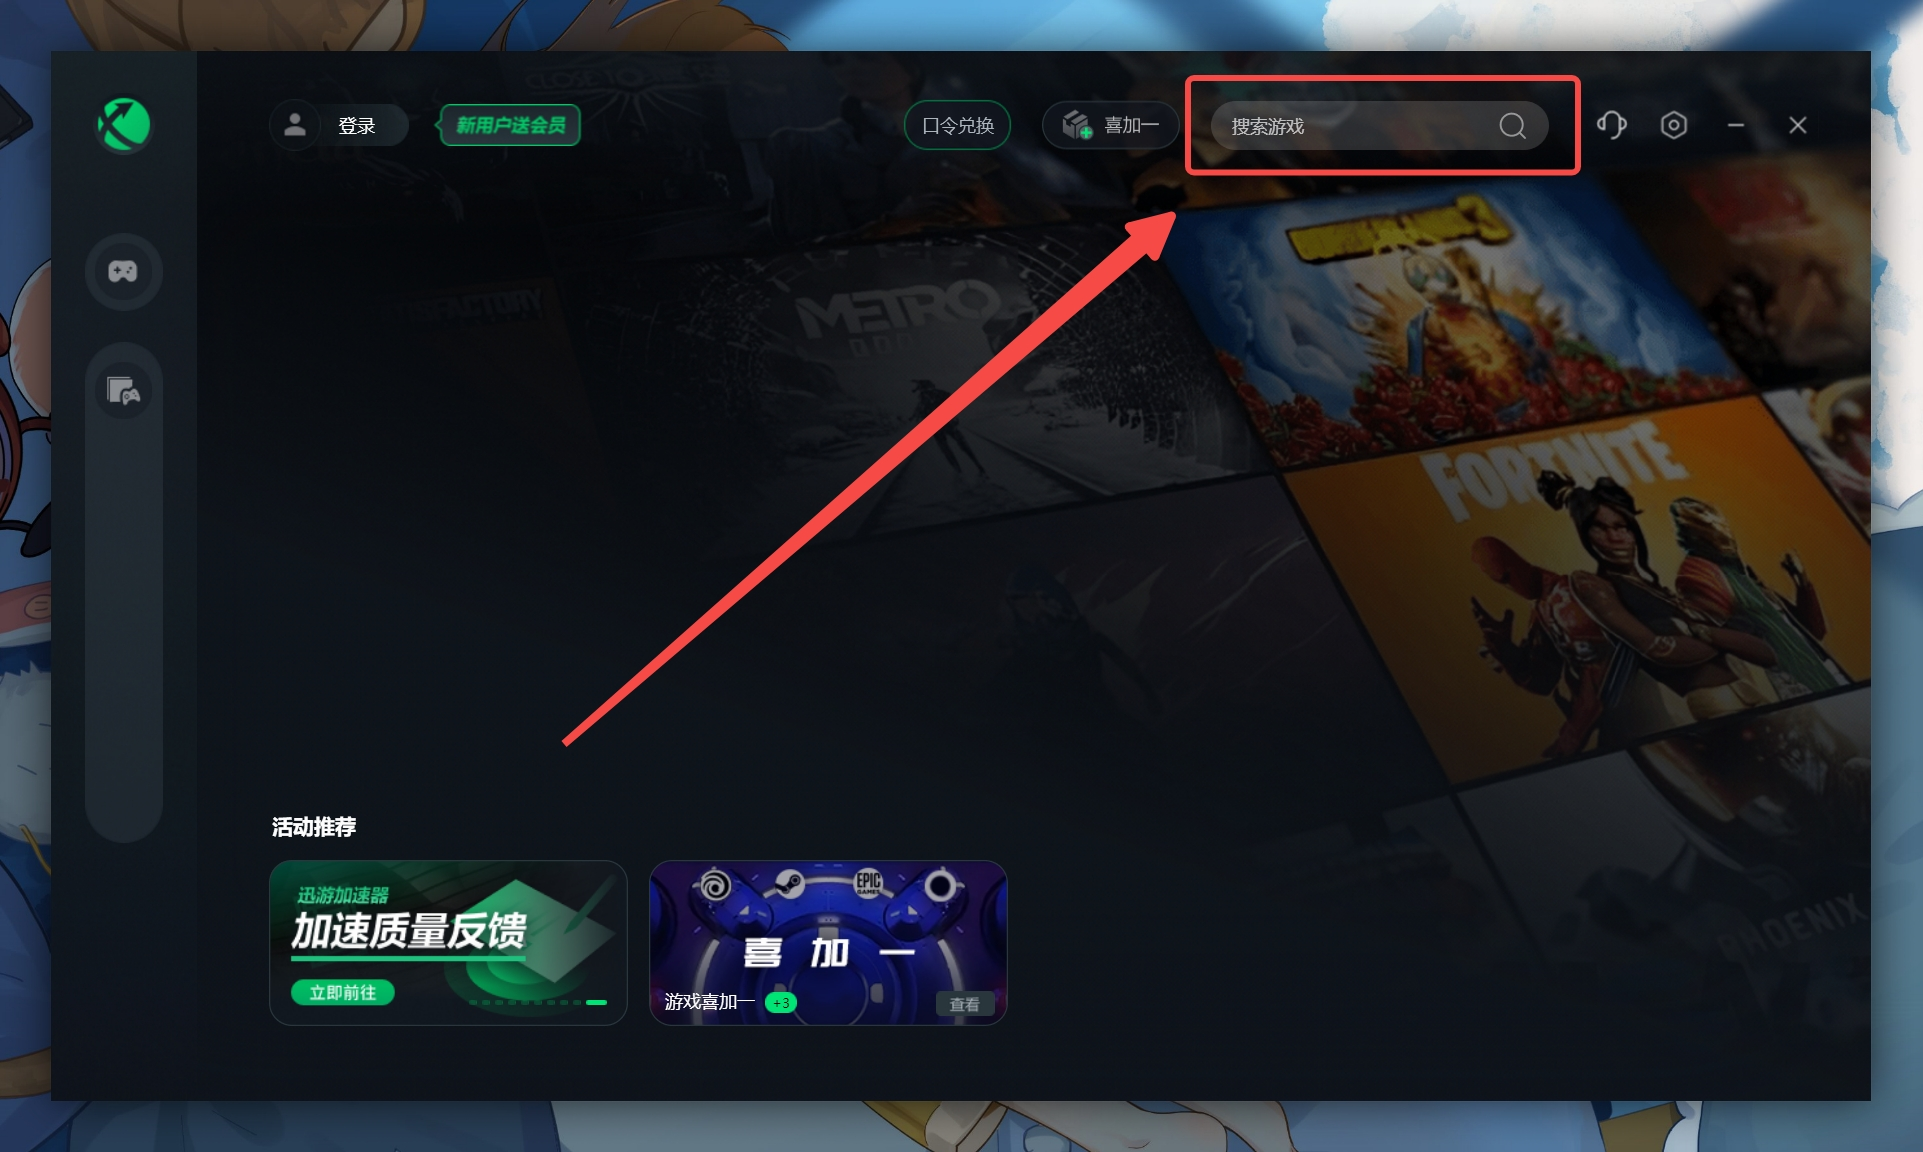 登录
新用户送会员
口令兑换
喜加一
搜索游戏
METRO
FORTNITE
PHOENIX
活动推荐
迅游加速器
加速质量反馈
立即前往
EPIC
GAMES
喜加一
游戏喜加一 +3
查看